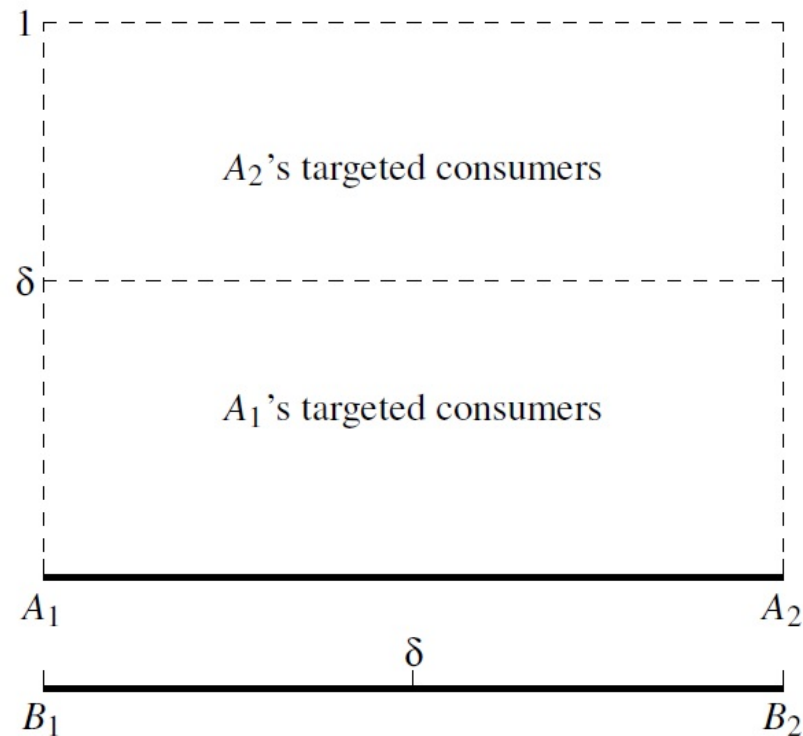 1
A₂'s targeted consumers
δ
A₁'s targeted consumers
A₁ A₂
δ
B₁ B₂